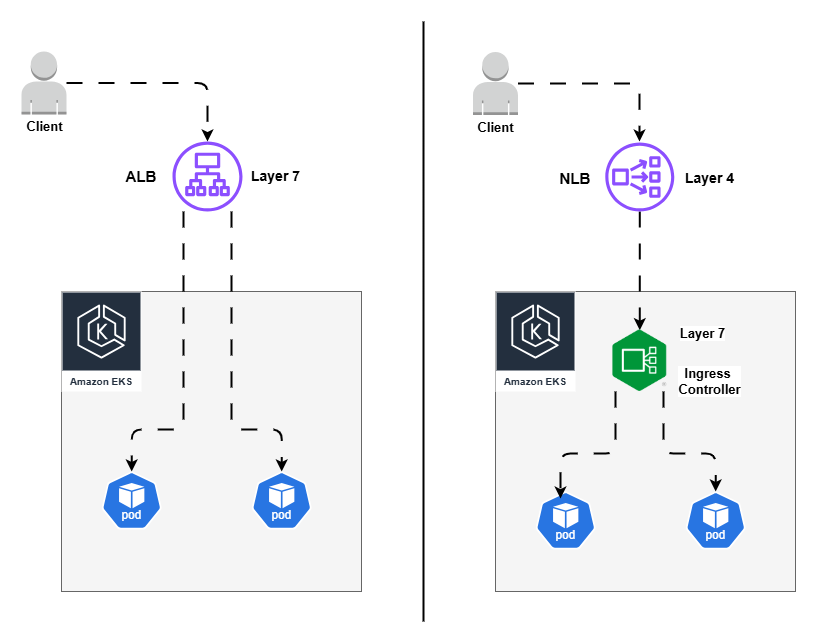 Client
ALB
Layer 7
Amazon EKS
pod
pod
Client
NLB
Layer 4
Amazon EKS
Layer 7
Ingress
Controller
pod
pod